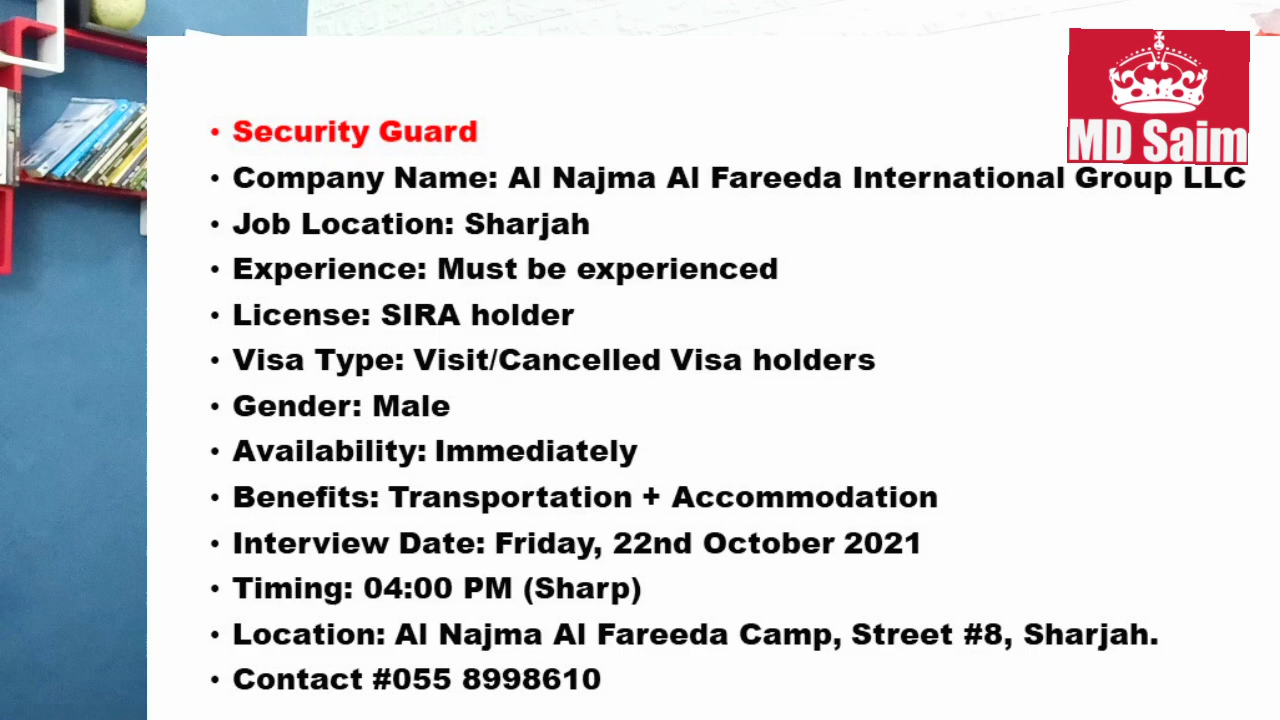 MD Saim
• Security Guard
• Company Name: Al Najma Al Fareeda International Group LLC
• Job Location: Sharjah
• Experience: Must be experienced
• License: SIRA holder
• Visa Type: Visit/Cancelled Visa holders
• Gender: Male
• Availability: Immediately
• Benefits: Transportation + Accommodation
• Interview Date: Friday, 22nd October 2021
• Timing: 04:00 PM (Sharp)
• Location: Al Najma Al Fareeda Camp, Street #8, Sharjah.
• Contact #055 8998610